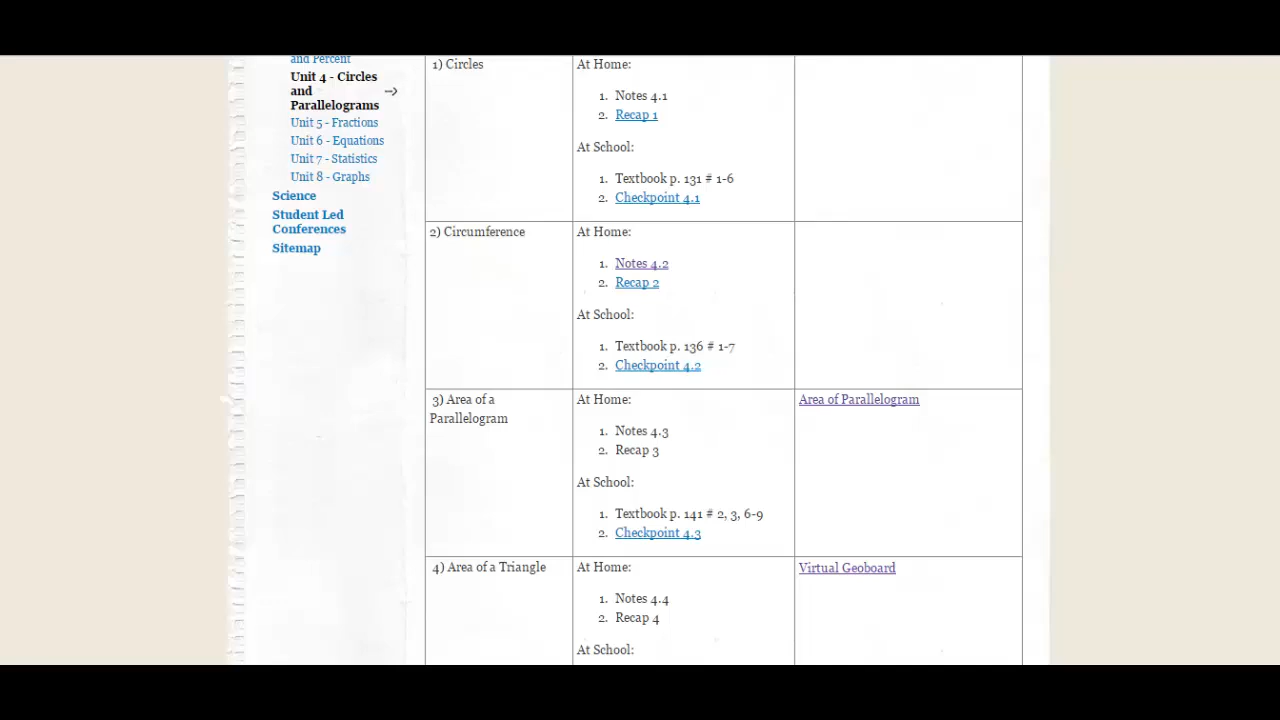 and Percent
Unit 4 - Circles
and -->
Parallelograms
Unit 5 - Fractions
Unit 6 - Equations
Unit 7 - Statistics
Unit 8 - Graphs
Science
Student Led
Conferences
Sitemap
1) Circles
At Home:
1. Notes 4.1
2. Recap 1
At School:
1. Textbook p. 131 # 1-6
2. Checkpoint 4.1
2) Circumference
At Home:
1. Notes 4.2
2. Recap 2
At School:
1. Textbook p. 136 # 1-7
2. Checkpoint 4.2
3) Area of a
Parallelogram
At Home:
1. Notes 4.3
2. Recap 3
At School:
1. Textbook p. 141 # 2, 3, 6-9
2. Checkpoint 4.3
Area of Parallelogram
4) Area of a Triangle
At Home:
1. Notes 4.4
2. Recap 4
At School:
Virtual Geoboard